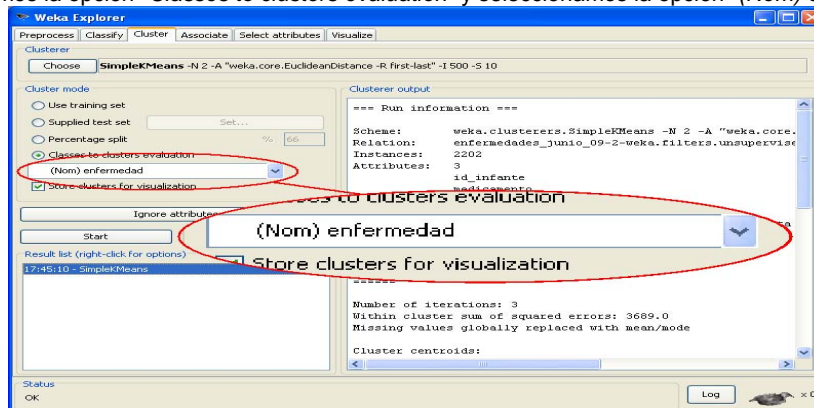 la opción "Classes to clusters evaluation" y seleccionamos la opción "(Nom)
Weka Explorer
Preprocess Classify Cluster Associate Select attributes Visualize
Clusterer
Choose SimpleKMeans -N 2 -A "weka.core.EuclideanDistance -R first-last" -I 500 -S 10
Cluster mode
Use training set
Supplied test set Set...
Percentage split % 66
Classes to clusters evaluation
(Nom) enfermedad
Store clusters for visualization
Ignore attributes
Start
Result list (right-click for options)
17:45:10 - SimpleKMeans
Clusterer output
=== Run information ===
Scheme: weka.clusterers.SimpleKMeans -N 2 -A "weka.core.
Relation: enfermedades_junio_09-2-weka.filters.unsupervise
Instances: 2202
Attributes: 3
id_infante
medicamento
to clusters evaluation
(Nom) enfermedad
Store clusters for visualization
======
Number of iterations: 3
Within cluster sum of squared errors: 3689.0
Missing values globally replaced with mean/mode
Cluster centroids:
Status
OK
Log
x 0